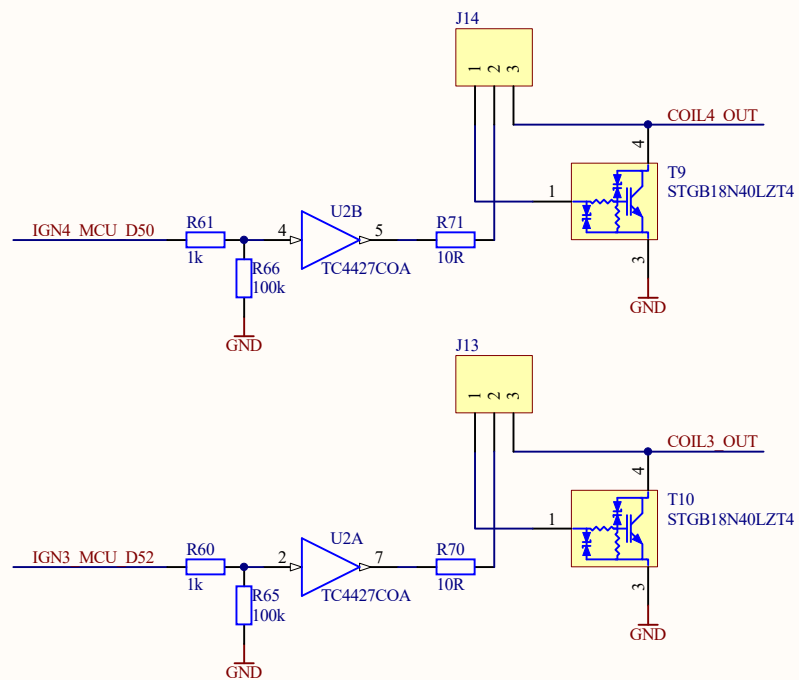 J14
1 2 3
COIL4_OUT
4
T9
STGB18N40LZT4
1
U2B
R61
IGN4_MCU_D50
4
5
R71
1k
R66
100k
TC4427COA
10R
3
GND
GND
J13
1 2 3
COIL3_OUT
4
T10
STGB18N40LZT4
1
U2A
R60
IGN3_MCU_D52
2
7
R70
1k
R65
100k
TC4427COA
10R
3
GND
GND